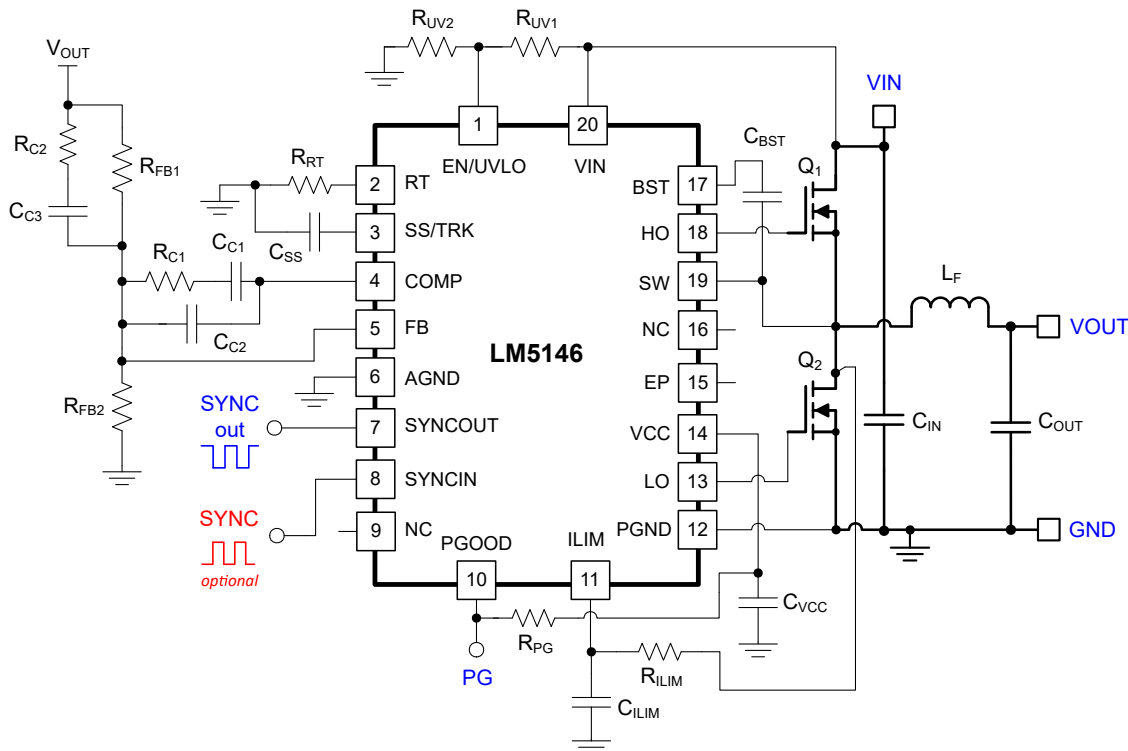 RUV2
RUV1
VOUT
VIN
RC2
RFB1
1
20
CBST
EN/UVLO
VIN
Q1
RRT
2
RT
BST
17
CC3
3
SS/TRK
HO
18
CSS
RC1
CC1
4
COMP
SW
19
LF
CC2
5
FB
NC
16
VOUT
LM5146
Q2
6
AGND
EP
15
RFB2
SYNC
out
7
SYNCOUT
VCC
14
CIN
COUT
8
SYNCIN
LO
13
SYNC
optional
9
NC
PGOOD
ILIM
PGND
12
GND
10
11
CVCC
RPG
PG
RILIM
CILIM